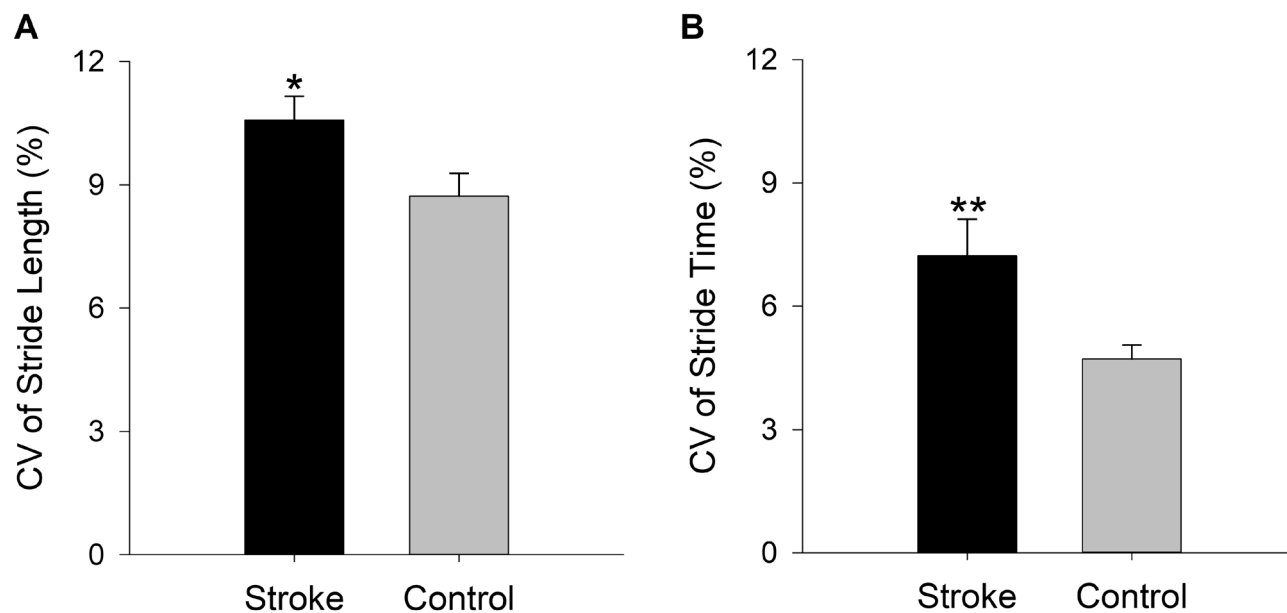 A
CV of Stride Length (%)
12
9
6
3
0
*
Stroke
Control
B
CV of Stride Time (%)
12
9
6
3
0
**
Stroke
Control